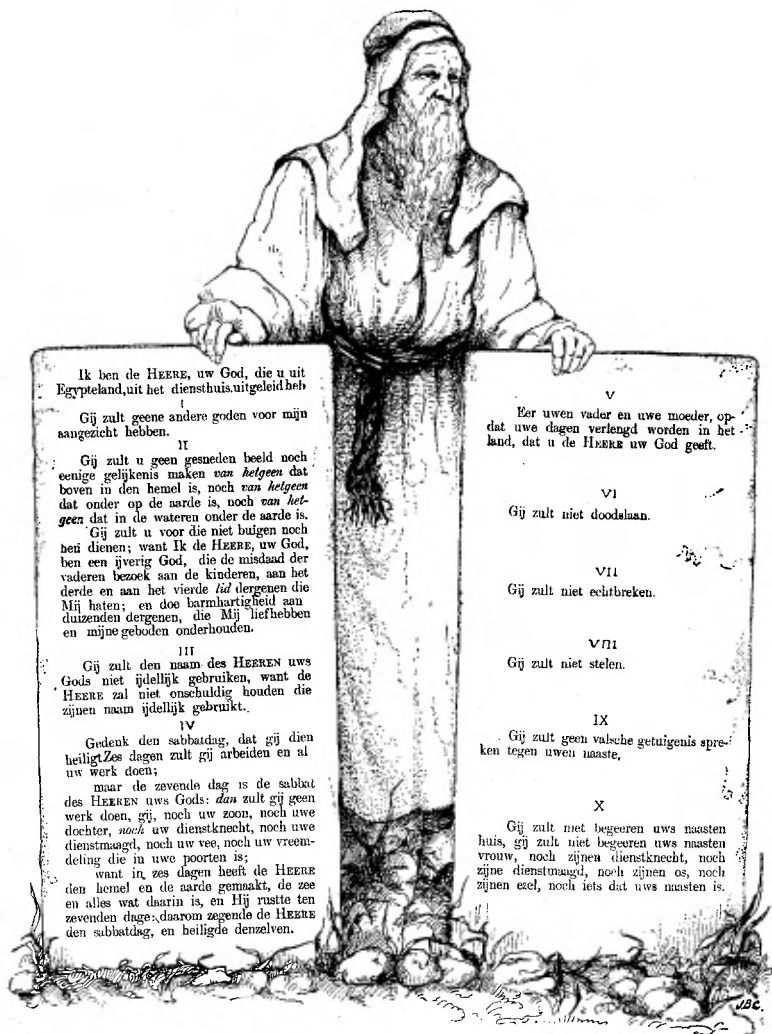 Ik ben de HEERE, uw God, die u uit
Egypteland, uit het diensthuis. uitgeleid heb
I
Gij zult geene andere goden voor mijn
aangezicht hebben.
II
Gij zult u geen gesneden beeld noch
eenige gelijkenis maken van hetgeen dat
boven in den hemel is, noch van hetgeen
dat onder op de aarde is, noch van het-
geen dat in de wateren onder de aarde is.
Gij zult u voor die niet buigen noch
hen dienen; want Ik de HEERE, uw God,
ben een ijverig God, die de misdaad der
vaderen bezoek aan de kinderen, aan het
derde en aan het vierde lid dergenen die
Mij haten; en doe barmhartigheid aan
duizenden dergenen, die Mij liefhebben
en mijne geboden onderhouden.
III
Gij zult den naam des HEEREN uws
Gods niet ijdellijk gebruiken, want de
HEERE zal niet onschuldig houden die
zijnen naam ijdellijk gebruikt.
IV
Gedenk den sabbatdag, dat gij dien
heiligt. Zes dagen zult gij arbeiden en al
uw werk doen;
maar de zevende dag is de sabbat
des HEEREN uws Gods: dan zult gij geen
werk doen, gij, noch uw zoon, noch uwe
dochter, noch uw dienstknecht, noch uwe
dienstmaagd, noch uw vee, noch uw vreem-
deling die in uwe poorten is;
want in zes dagen heeft de HEERE
den hemel en de aarde gemaakt, de zee
en alles wat daarin is, en Hij rustte ten
zevenden dage: daarom zegende de HEERE
den sabbatdag, en heiligde denzelven.
V
Eer uwen vader en uwe moeder, op-
dat uwe dagen verlengd worden in het
land, dat u de HEERE uw God geeft.
VI
Gij zult niet doodslaan.
VII
Gij zult niet echtbreken.
VIII
Gij zult niet stelen.
IX
Gij zult geen valsche getuigenis spre-
ken tegen uwen naaste.
X
Gij zult niet begeeren uws naasten
huis, gij zult niet begeeren uws naasten
vrouw, noch zijnen dienstknecht, noch
zijne dienstmaagd, noch zijnen os, noch
zijnen ezel, noch iets dat uws naasten is.
J.B.C.